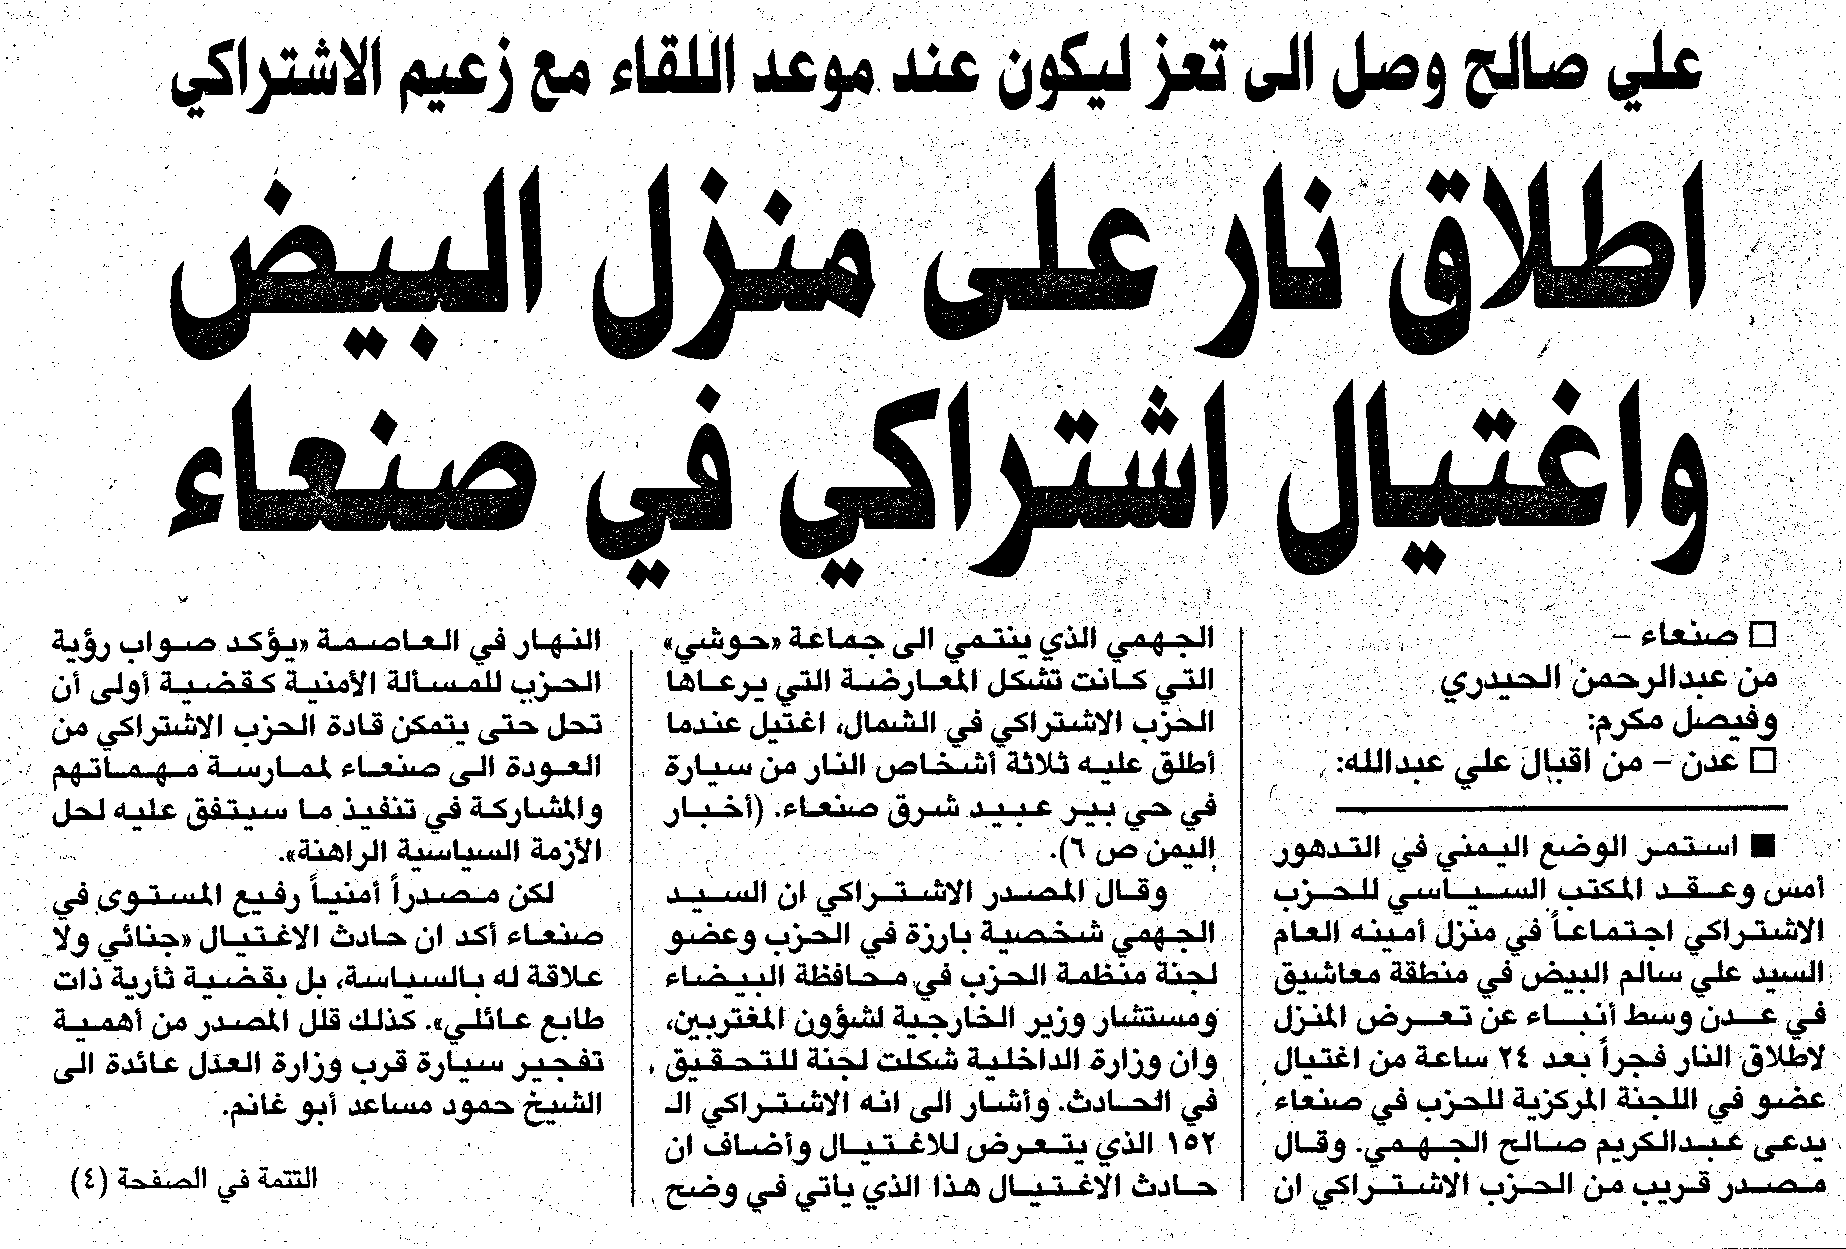 علي صالح وصل الى تعز ليكون عند موعد اللقاء مع زعيم الاشتراكي
اطلاق نار على منزل البيض
واغتيال اشتراكي في صنعاء
□ صنعاء –
من عبدالرحمن الحيدري
وفيصل مكرم:
□ عدن – من اقبال علي عبدالله:
■ استمر الوضع اليمني في التدهور
أمس وعقد المكتب السياسي للحزب
الاشتراكي اجتماعاً في منزل أمينه العام
السيد علي سالم البيض في منطقة معاشيق
في عدن وسط أنباء عن تعرض المنزل
لاطلاق النار فجراً بعد ٢٤ ساعة من اغتيال
عضو في اللجنة المركزية للحزب في صنعاء
يدعى عبدالكريم صالح الجهمي. وقال
مصدر قريب من الحزب الاشتراكي ان
الجهمي الذي ينتمي الى جماعة «حوشي»
التي كانت تشكل المعارضة التي يرعاها
الحزب الاشتراكي في الشمال، اغتيل عندما
أطلق عليه ثلاثة أشخاص النار من سيارة
في حي بير عبيد شرق صنعاء. (أخبار
اليمن ص ٦).
وقال المصدر الاشتراكي ان السيد
الجهمي شخصية بارزة في الحزب وعضو
لجنة منظمة الحزب في محافظة البيضاء
ومستشار وزير الخارجية لشؤون المغتربين،
وان وزارة الداخلية شكلت لجنة للتحقيق
في الحادث. وأشار الى انه الاشتراكي الـ
١٥٢ الذي يتعرض للاغتيال وأضاف ان
حادث الاغتيال هذا الذي ياتي في وضح
النهار في العاصمة «يؤكد صواب رؤية
الحزب للمسألة الأمنية كقضية أولى أن
تحل حتى يتمكن قادة الحزب الاشتراكي من
العودة الى صنعاء لممارسة مهماتهم
والمشاركة في تنفيذ ما سيتفق عليه لحل
الأزمة السياسية الراهنة».
لكن مصدراً أمنياً رفيع المستوى في
صنعاء أكد ان حادث الاغتيال «جنائي ولا
علاقة له بالسياسة، بل بقضية ثأرية ذات
طابع عائلي». كذلك قلل المصدر من أهمية
تفجير سيارة قرب وزارة العدل عائدة الى
الشيخ حمود مساعد أبو غانم.
التتمة في الصفحة (٤)